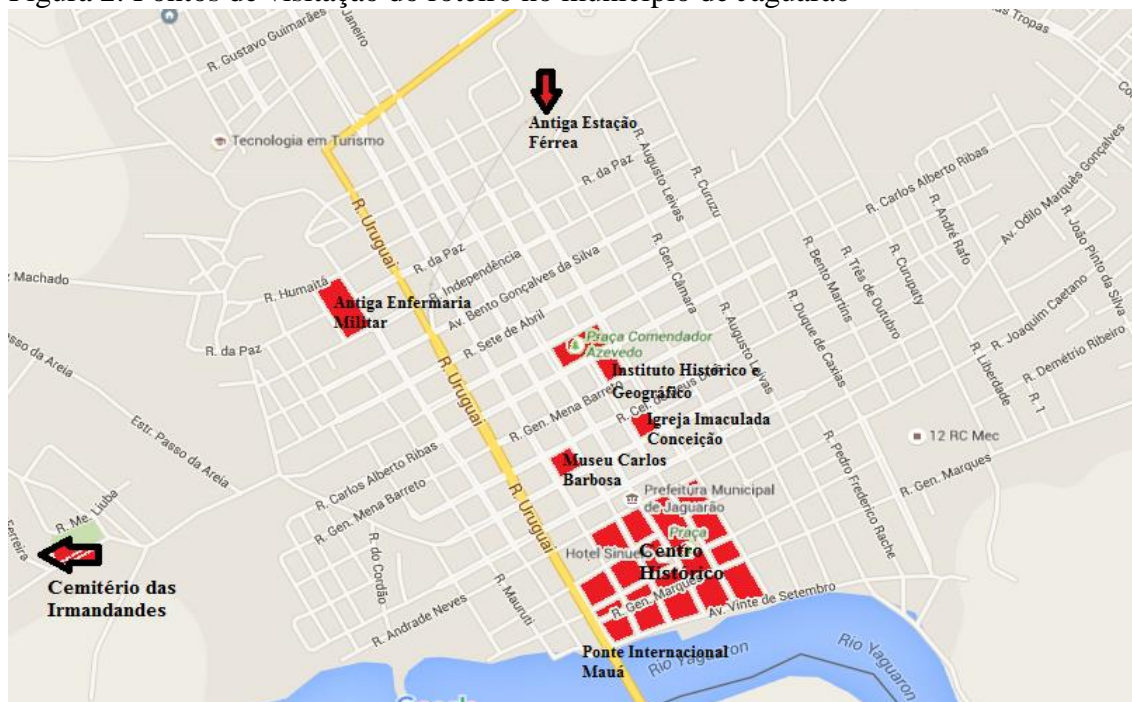 Figura 2: Pontos de visitação do roteiro no município de Jaguarão
R. Gustavo Guimarães
Janeiro
Tropas
Tecnologia em Turismo
Antiga Estação
Férrea
R. da Paz
R. Augusto Leivas
R. Curuzu
R. Carlos Alberto Ribas
R. André Rafo
Av. Odilo Marquês Gonçalves
R. João Pinto da Silva
R. Uruguai
R. da Paz
R. Independência
Av. Bento Gonçalves da Silva
R. Gen. Câmara
R. Bento Martins
R. Três de Outubro
R. Curupaty
Machado
R. Humaitá
Antiga Enfermaria
Militar
R. Sete de Abril
Praça Comendador
Azevedo
R. Augusto Leivas
R. Duque de Caxias
R. Joaquim Caetano
R. Demétrio Ribeiro
R. Liberdade
R. 1
R. da Paz
Passo da Areia
R. Uruguai
Instituto Histórico e
Geográfico
R. Gen. Mena Barreto
Igreja Imaculada
Conceição
Estr. Passo da Areia
R. Carlos Alberto Ribas
Museu Carlos
Barbosa
12 RC Mec
R. Gen. Marques
R. Pedro Frederico Rache
R. Gen. Mena Barreto
Prefeitura Municipal
de Jaguarão
R. Uruguai
R. Me. Liuba
Ferreira
Praça
Hotel Sinuelo
Centro
Histórico
Cemitério das
Irmandandes
R. do Cordão
R. Mauruti
R. Gen. Marques
Av. Vinte de Setembro
R. Andrade Neves
Ponte Internacional
Mauá
Rio Yaguaron
Rio Yaguaron